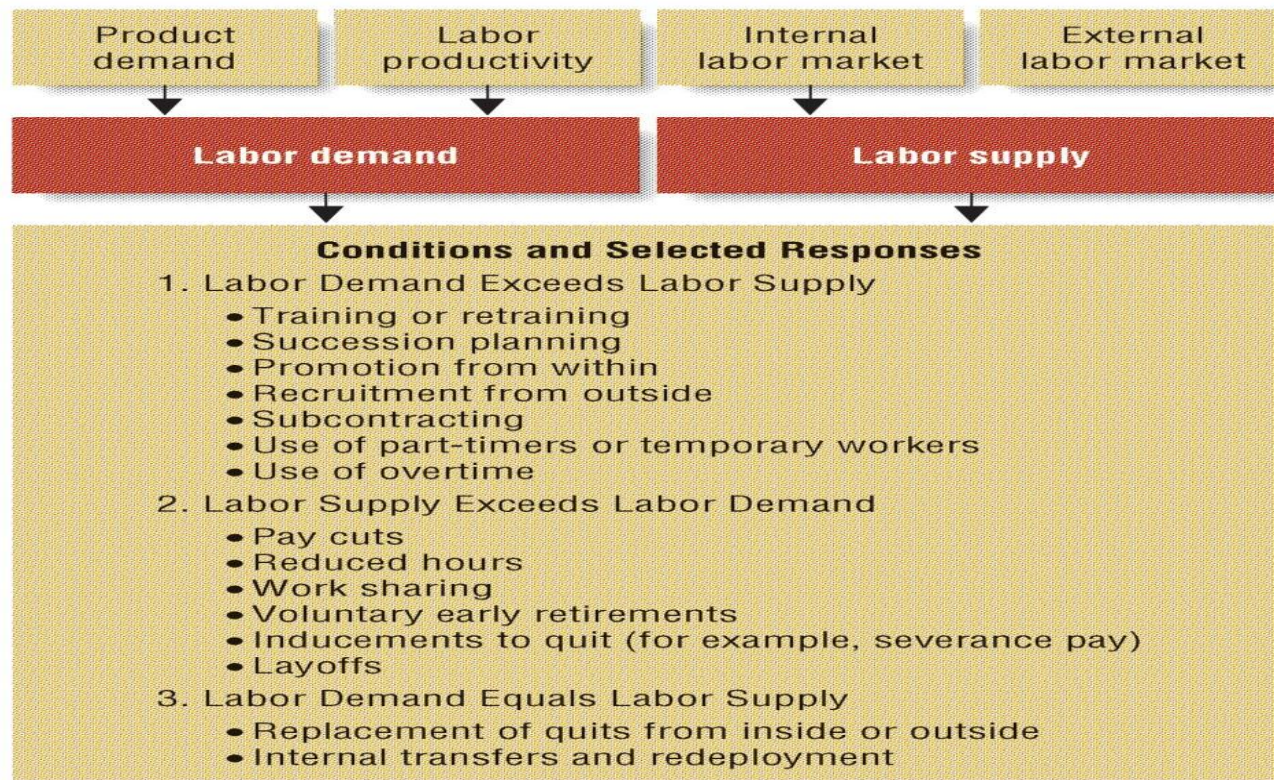 Product
demand
Labor
productivity
Internal
labor market
External
labor market
Labor demand
Labor supply
Conditions and Selected Responses
1. Labor Demand Exceeds Labor Supply
• Training or retraining
• Succession planning
• Promotion from within
• Recruitment from outside
• Subcontracting
• Use of part-timers or temporary workers
• Use of overtime
2. Labor Supply Exceeds Labor Demand
• Pay cuts
• Reduced hours
• Work sharing
• Voluntary early retirements
• Inducements to quit (for example, severance pay)
• Layoffs
3. Labor Demand Equals Labor Supply
• Replacement of quits from inside or outside
• Internal transfers and redeployment